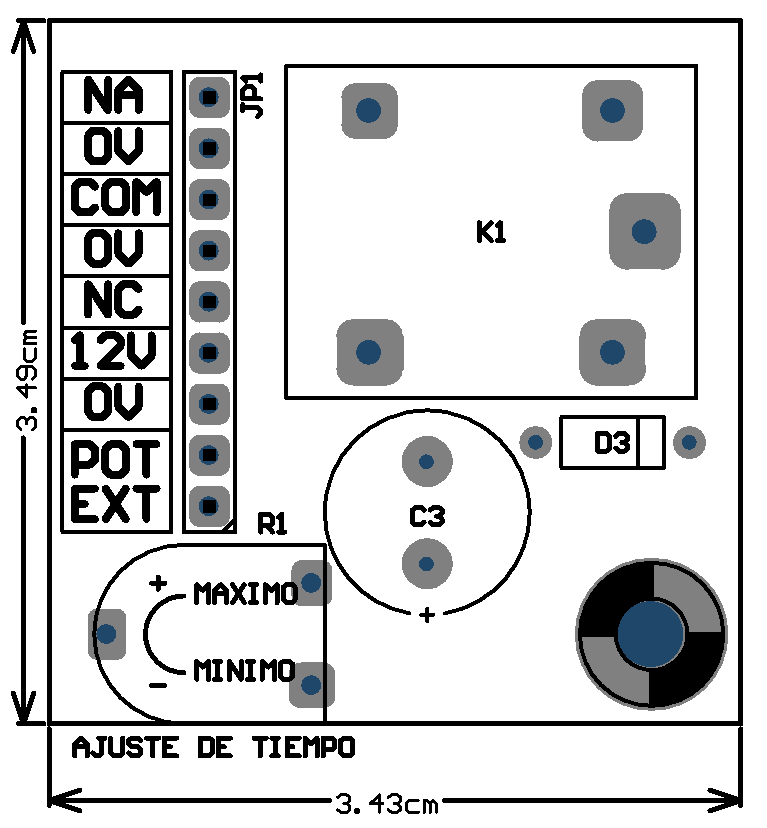 NA
0V
COM
0V
NC
12V
0V
POT
EXT
JP1
K1
D3
C3
+
R1
+
MAXIMO
MINIMO
-
AJUSTE DE TIEMPO
3.49cm
3.43cm